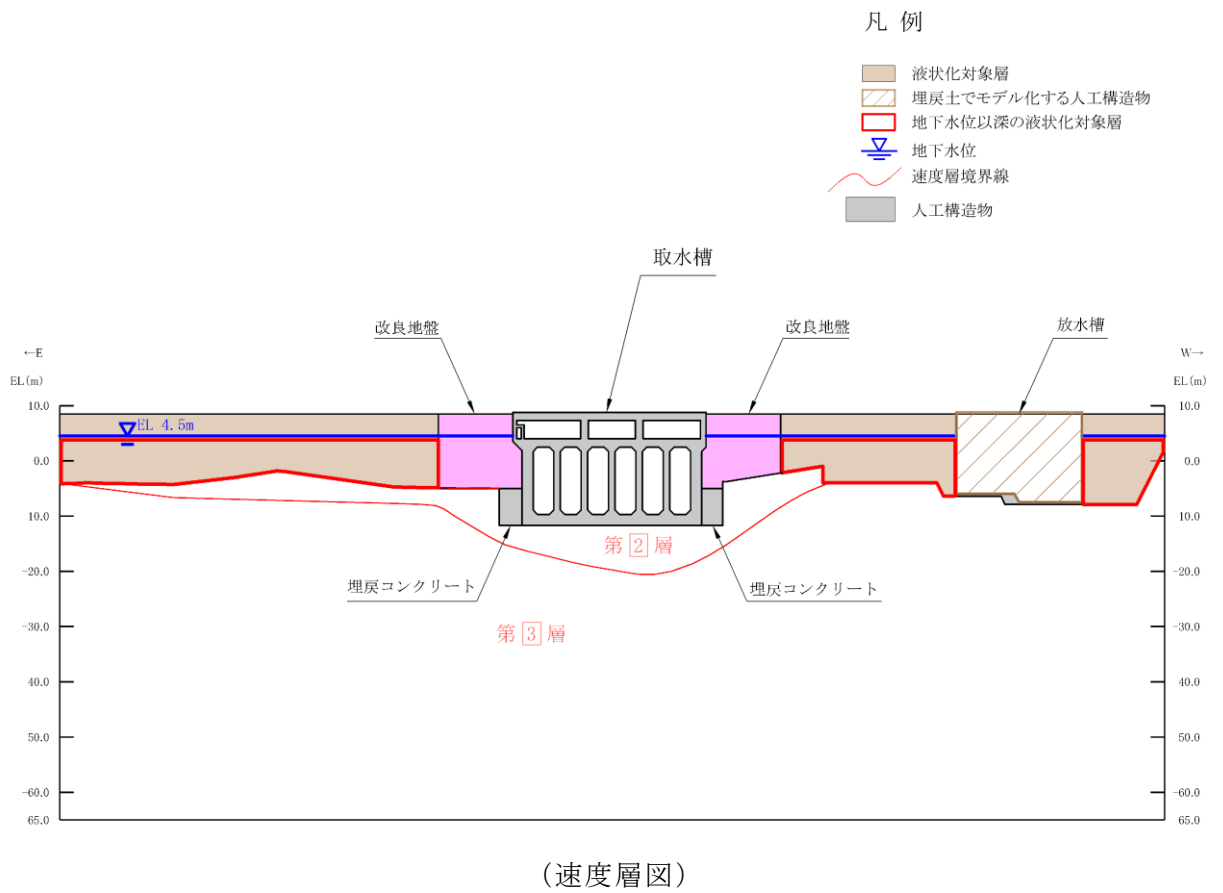 凡 例
液状化対象層
埋戻土でモデル化する人工構造物
地下水位以深の液状化対象層
地下水位
速度層境界線
人工構造物
取水槽
改良地盤
改良地盤
放水槽
←E
W→
EL(m)
EL(m)
10.0
10.0
EL 4.5m
0.0
0.0
10.0
-10.0
第2層
-20.0
-20.0
埋戻コンクリート
埋戻コンクリート
-30.0
-30.0
第3層
40.0
-40.0
50.0
-50.0
-60.0
-60.0
65.0
65.0
(速度層図)